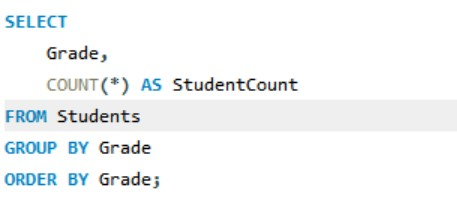 SELECT
    Grade,
    COUNT(*) AS StudentCount
FROM Students
GROUP BY Grade
ORDER BY Grade;